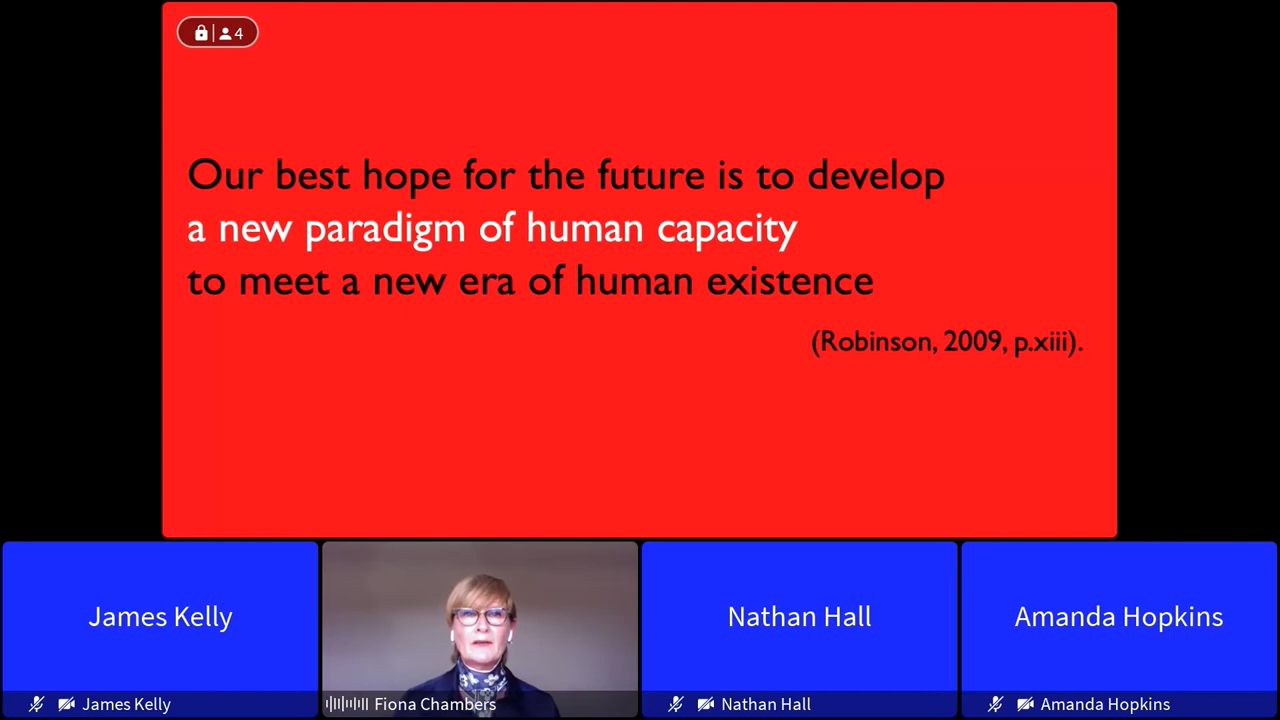 4
Our best hope for the future is to develop
a new paradigm of human capacity
to meet a new era of human existence
(Robinson, 2009, p.xiii).
James Kelly
Nathan Hall
Amanda Hopkins
James Kelly
Fiona Chambers
Nathan Hall
Amanda Hopkins